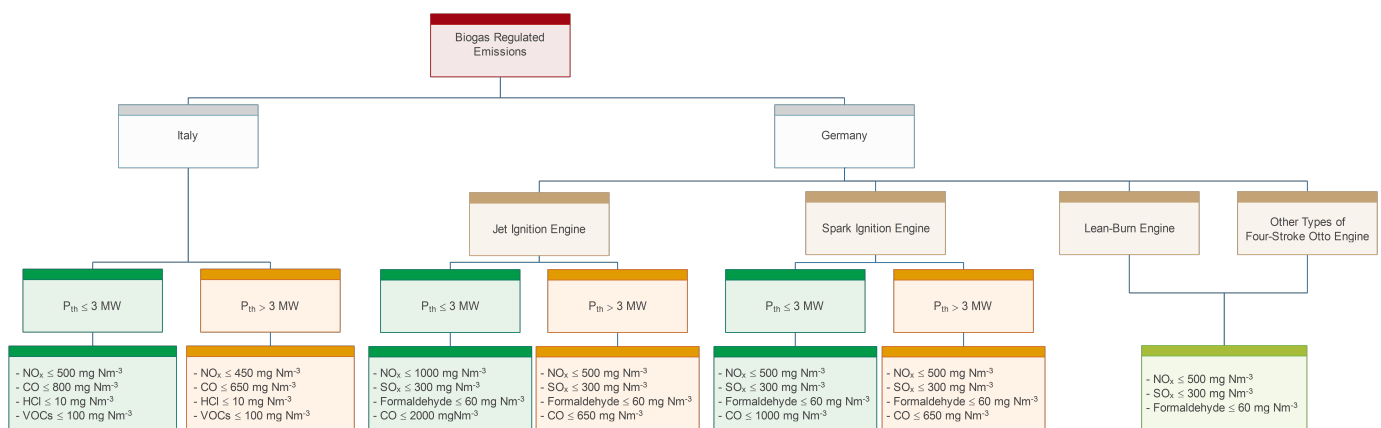 Biogas Regulated
Emissions
Italy
Germany
Jet Ignition Engine
Spark Ignition Engine
Lean-Burn Engine
Other Types of
Four-Stroke Otto Engine
Pth ≤ 3 MW
Pth > 3 MW
Pth ≤ 3 MW
Pth > 3 MW
Pth ≤ 3 MW
Pth > 3 MW
- NOx ≤ 500 mg Nm-3
- CO ≤ 800 mg Nm-3
- HCl ≤ 10 mg Nm-3
- VOCs ≤ 100 mg Nm-3
- NOx ≤ 450 mg Nm-3
- CO ≤ 650 mg Nm-3
- HCl ≤ 10 mg Nm-3
- VOCs ≤ 100 mg Nm-3
- NOx ≤ 1000 mg Nm-3
- SOx ≤ 300 mg Nm-3
- Formaldehyde ≤ 60 mg Nm-3
- CO ≤ 2000 mgNm-3
- NOx ≤ 500 mg Nm-3
- SOx ≤ 300 mg Nm-3
- Formaldehyde ≤ 60 mg Nm-3
- CO ≤ 650 mg Nm-3
- NOx ≤ 500 mg Nm-3
- SOx ≤ 300 mg Nm-3
- Formaldehyde ≤ 60 mg Nm-3
- CO ≤ 1000 mg Nm-3
- NOx ≤ 500 mg Nm-3
- SOx ≤ 300 mg Nm-3
- Formaldehyde ≤ 60 mg Nm-3
- CO ≤ 650 mg Nm-3
- NOx ≤ 500 mg Nm-3
- SOx ≤ 300 mg Nm-3
- Formaldehyde ≤ 60 mg Nm-3